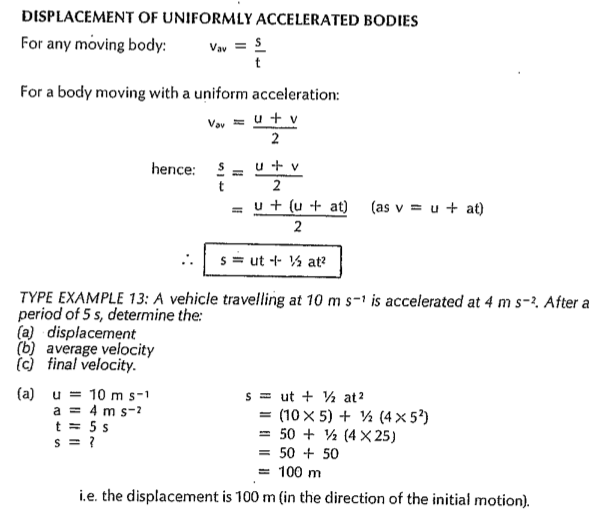 DISPLACEMENT OF UNIFORMLY ACCELERATED BODIES
For any moving body: vav = s/t
For a body moving with a uniform acceleration:
vav = (u + v)/2
hence: s/t = (u + v)/2
= (u + (u + at))/2 (as v = u + at)
∴ s = ut + ½ at²
TYPE EXAMPLE 13: A vehicle travelling at 10 m s⁻¹ is accelerated at 4 m s⁻². After a
period of 5 s, determine the:
(a) displacement
(b) average velocity
(c) final velocity.
(a) u = 10 m s⁻¹ s = ut + ½ at²
a = 4 m s⁻² = (10 × 5) + ½ (4 × 5²)
t = 5 s = 50 + ½ (4 × 25)
s = ? = 50 + 50
= 100 m
i.e. the displacement is 100 m (in the direction of the initial motion).